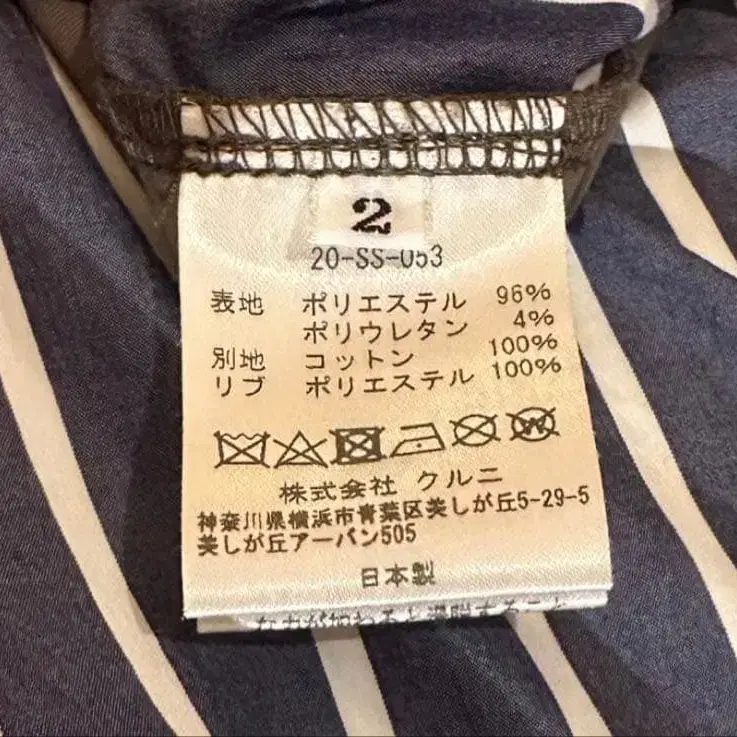 2
20-SS-053
表地 ポリエステル 96%
ポリウレタン 4%
別地 コットン 100%
リブ ポリエステル 100%
株式会社 クルニ
神奈川県横浜市青葉区美しが丘5-29-5
美しが丘アーバン505
日本製